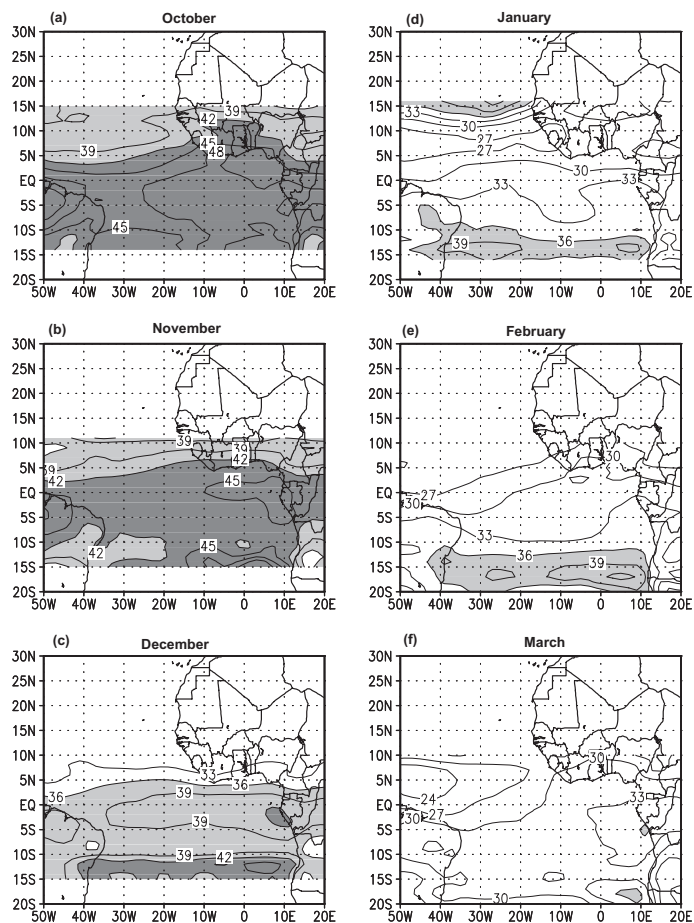 (a) October
30N
25N
20N
15N
10N
5N
EQ
5S
10S
15S
20S
39
42
45
48
39
45
50W 40W 30W 20W 10W 0 10E 20E
(d) January
30N
25N
20N
15N
10N
5N
EQ
5S
10S
15S
20S
33
30
27
27
30
33
33
39
36
50W 40W 30W 20W 10W 0 10E 20E
(b) November
30N
25N
20N
15N
10N
5N
EQ
5S
10S
15S
20S
39
39
42
39
42
45
42
45
50W 40W 30W 20W 10W 0 10E 20E
(e) February
30N
25N
20N
15N
10N
5N
EQ
5S
10S
15S
20S
30
27
30
33
36
39
50W 40W 30W 20W 10W 0 10E 20E
(c) December
30N
25N
20N
15N
10N
5N
EQ
5S
10S
15S
20S
33
36
36
39
39
39
42
50W 40W 30W 20W 10W 0 10E 20E
(f) March
30N
25N
20N
15N
10N
5N
EQ
5S
10S
15S
20S
30
24
33
30
27
30
50W 40W 30W 20W 10W 0 10E 20E